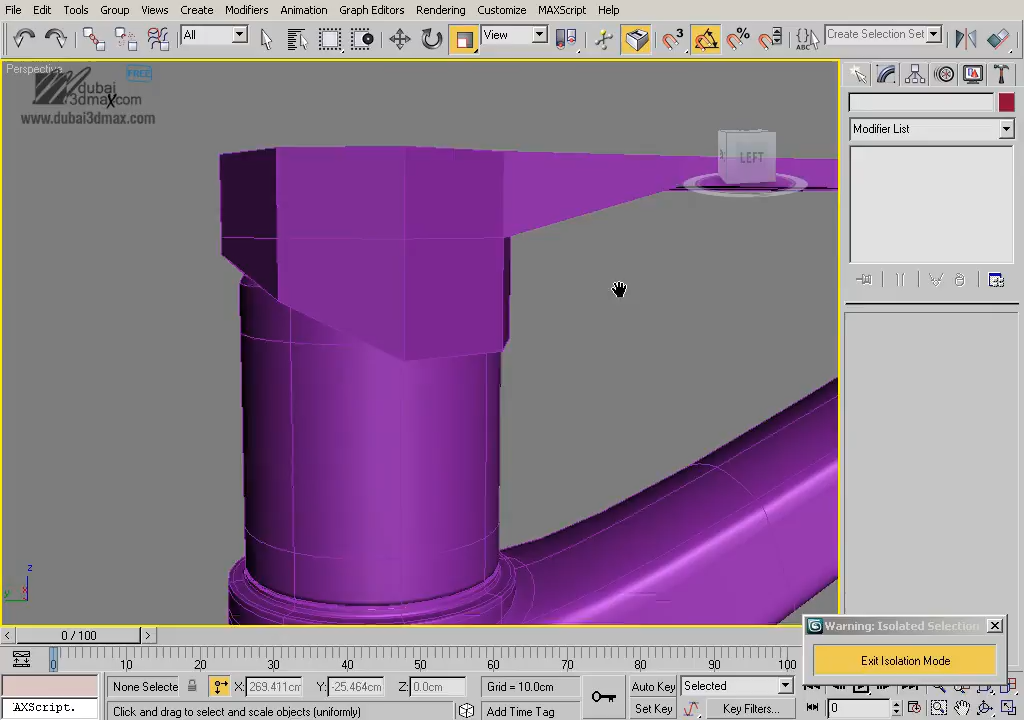 File Edit Tools Group Views Create Modifiers Animation Graph Editors Rendering Customize MAXScript Help
All View 3 Create Selection Set
Perspective
FREE
dubai
3dmax.com
www.dubai3dmax.com
LEFT
Modifier List
z
y x
0 / 100
Warning: Isolated Selection
Exit Isolation Mode
0 10 20 30 40 50 60 70 80 90 100
None Selecte X: 269.411cm Y: -25.464cm Z: 0.0cm Grid = 10.0cm Auto Key Selected
'AXScript. Click and drag to select and scale objects (uniformly) Add Time Tag Set Key Key Filters... 0